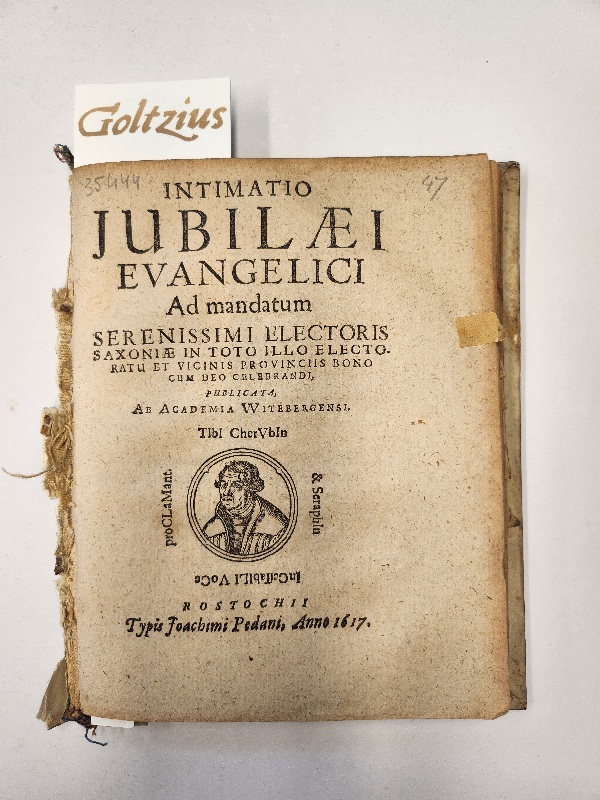 Goltzius
35444
47
INTIMATIO
JUBILÆI
EVANGELICI
Ad mandatum
SERENISSIMI ELECTORIS
SAXONIÆ IN TOTO ILLO ELECTO-
RATU ET VICINIS PROVINCIIS BONO
CUM DEO CELEBRANDI,
PUBLICATA,
AB ACADEMIA WITEBERGENSI.
TIbI CherVbIn
& SeraphIn
InCeſſabILI VoCe
proCLaMant.
ROSTOCHII
Typis Joachimi Pedani, Anno 1617.